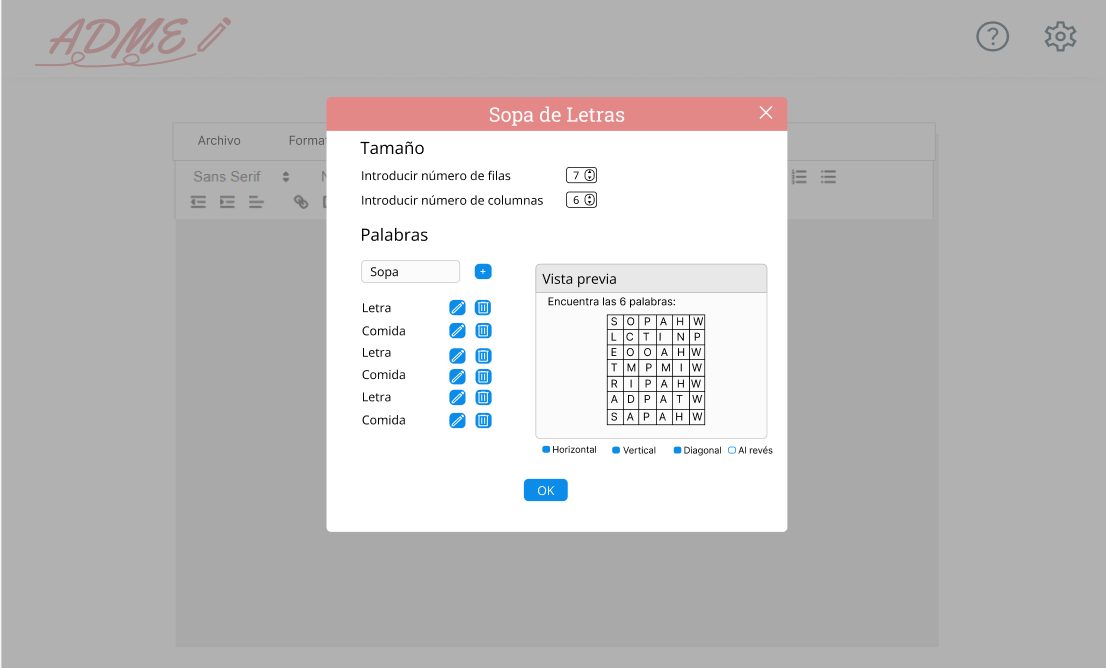 ADME
?
Sopa de Letras
Archivo
Tamaño
Sans Serif
Introducir número de filas 7
Introducir número de columnas 6
Palabras
Sopa +
Vista previa
Encuentra las 6 palabras:
Letra
Comida
Letra
Comida
Letra
Comida
S O P A H W
L C T I N P
E O O A H W
T M P M I W
R I P A H W
A D P A T W
S A P A H W
Horizontal Vertical Diagonal Al revés
OK